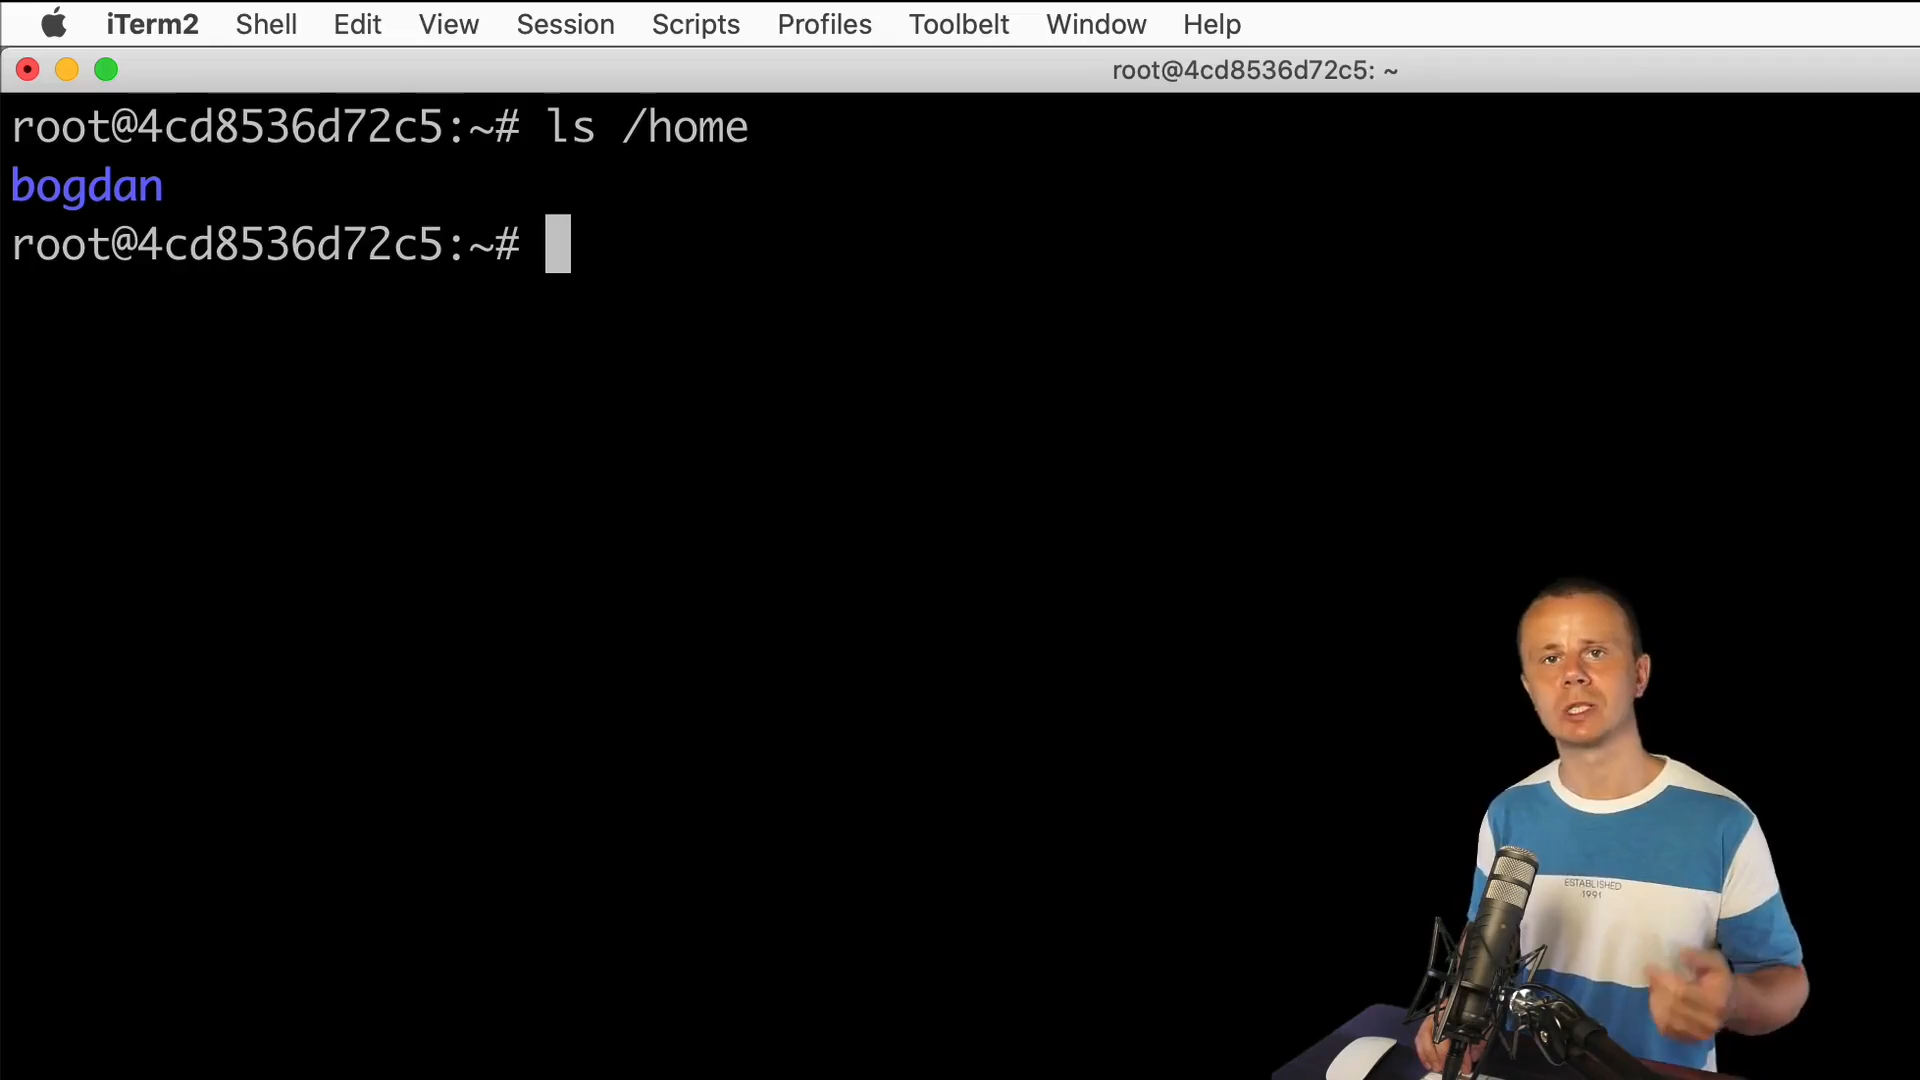 iTerm2 Shell Edit View Session Scripts Profiles Toolbelt Window Help
root@4cd8536d72c5: ~
root@4cd8536d72c5:~# ls /home
bogdan
root@4cd8536d72c5:~#
ESTABLISHED
1991